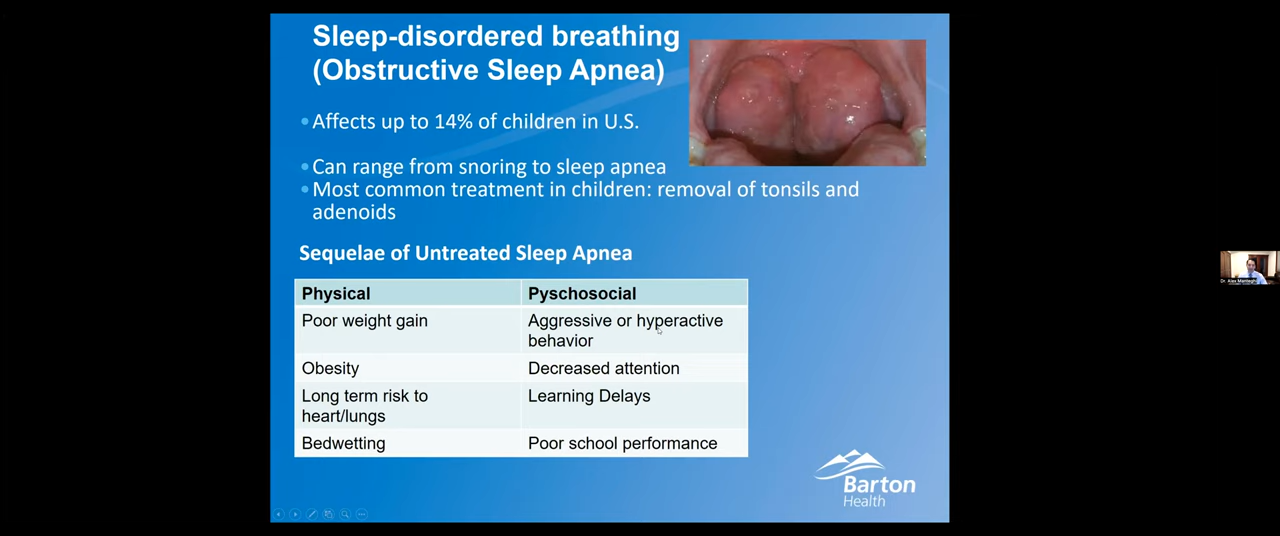 Sleep-disordered breathing
(Obstructive Sleep Apnea)
•Affects up to 14% of children in U.S.
•Can range from snoring to sleep apnea
•Most common treatment in children: removal of tonsils and
adenoids
Sequelae of Untreated Sleep Apnea
Physical Pyschosocial
Poor weight gain Aggressive or hyperactive
behavior
Obesity Decreased attention
Long term risk to Learning Delays
heart/lungs
Bedwetting Poor school performance
Barton
Health
Dr. Alex